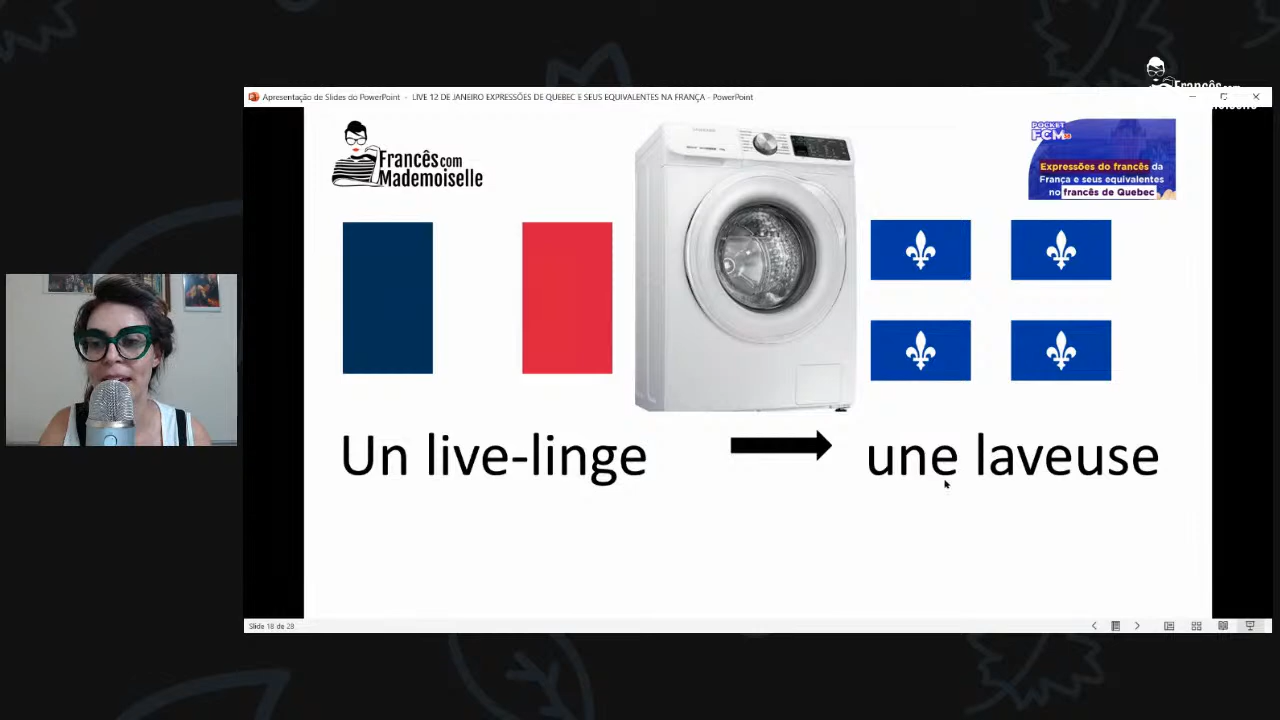 Francês
Apresentação de Slides do PowerPoint - LIVE 12 DE JANEIRO EXPRESSÕES DE QUEBEC E SEUS EQUIVALENTES NA FRANÇA - PowerPoint
Francês com
Mademoiselle
SAMSUNG
POCKET
FCM
Expressões do francês da
França e seus equivalentes
no francês de Quebec
Un live-linge
une laveuse
Slide 18 de 28